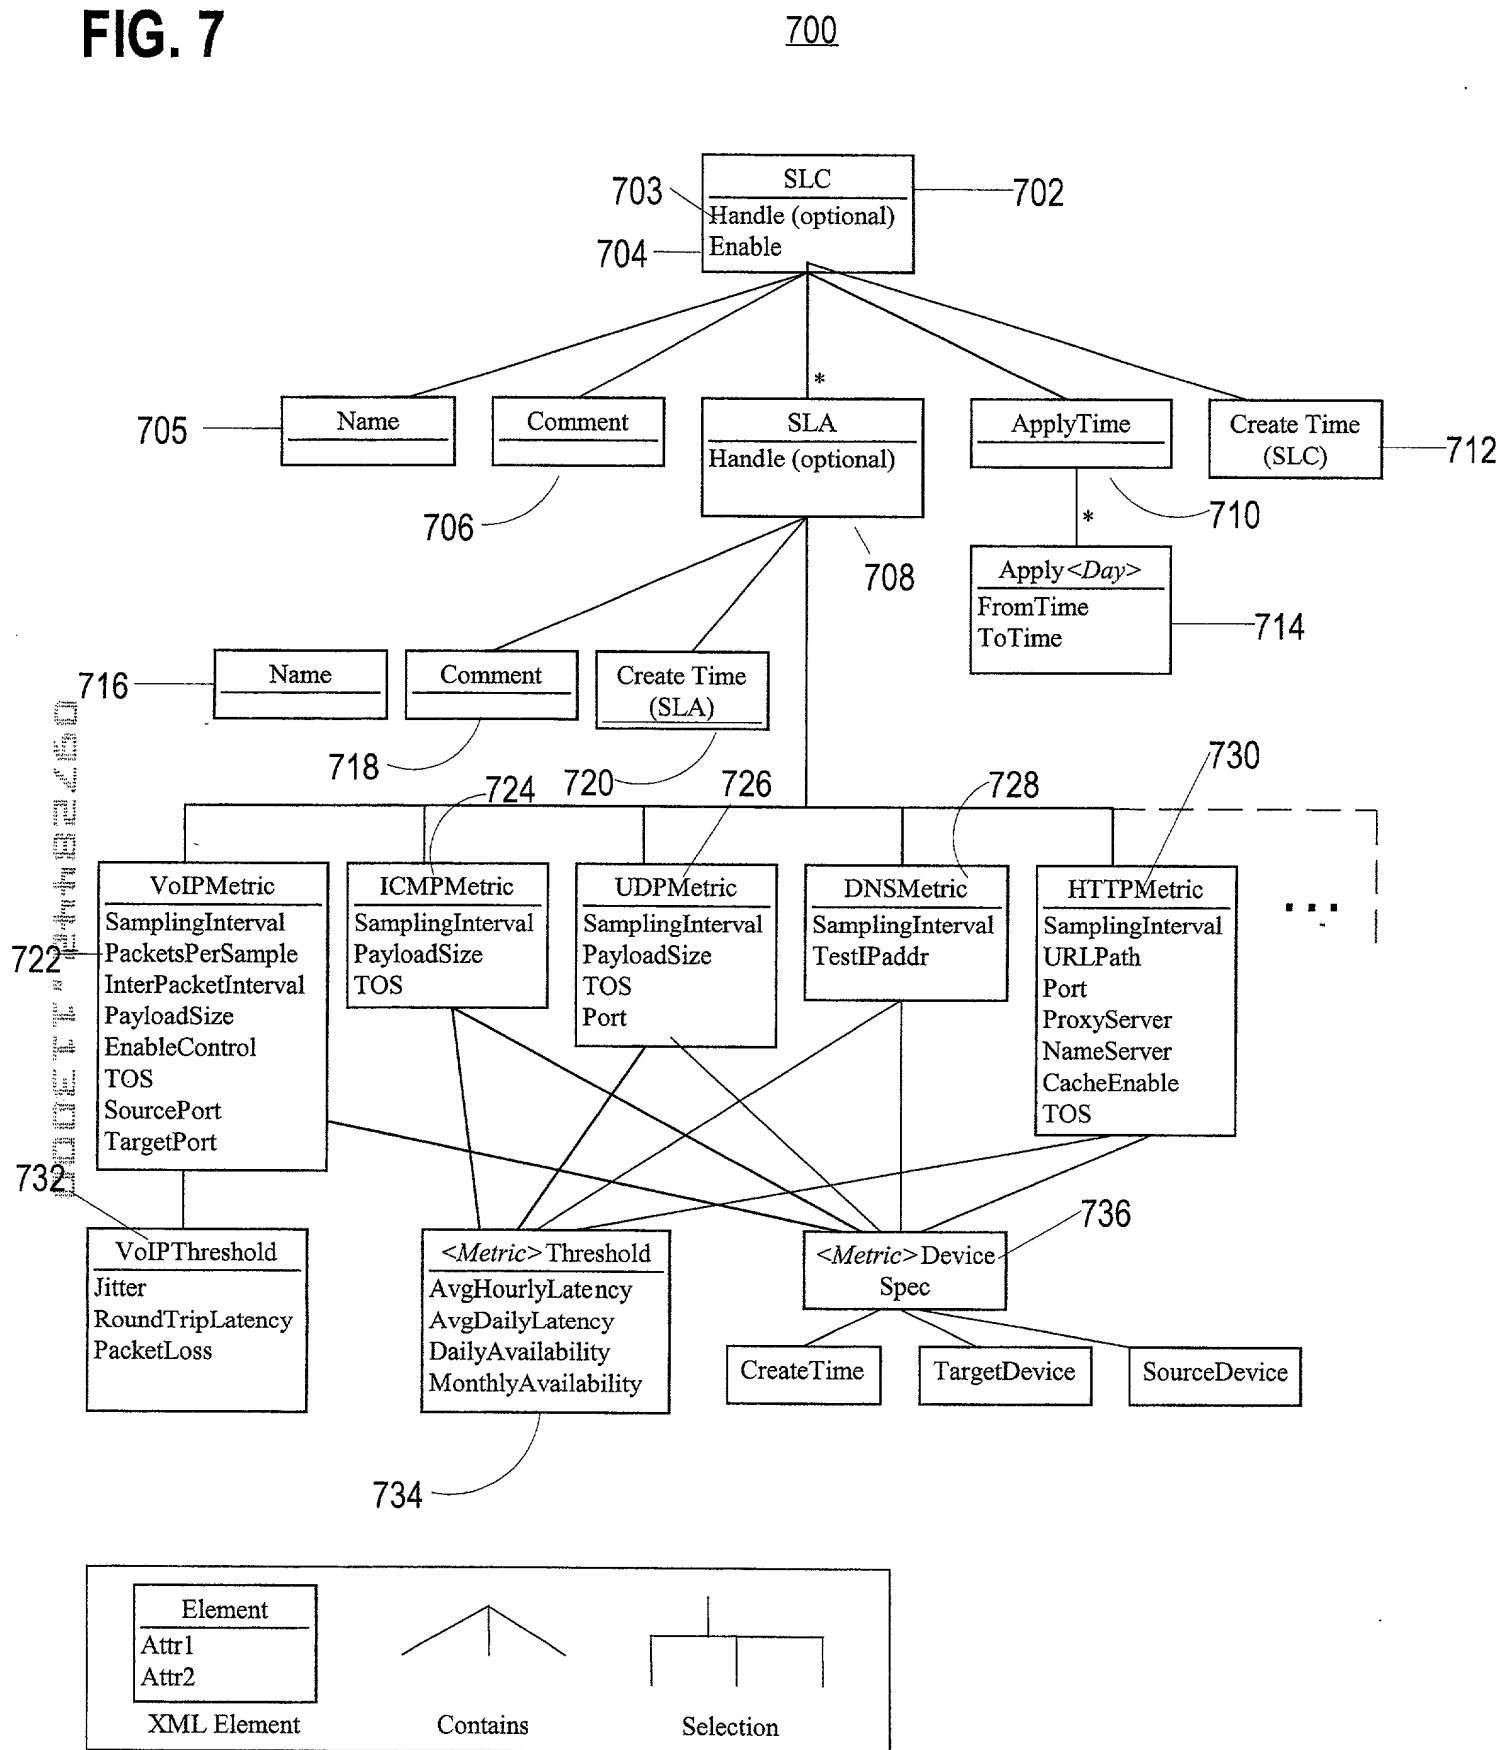 FIG. 7
700
SLC
Handle (optional)
Enable
703
704
702
*
705
Name
Comment
SLA
Handle (optional)
ApplyTime
Create Time
(SLC)
712
706
708
710
*
Apply <Day>
FromTime
ToTime
714
716
Name
Comment
Create Time
(SLA)
718
720
724
726
728
730
722
VoIPMetric
SamplingInterval
PacketsPerSample
InterPacketInterval
PayloadSize
EnableControl
TOS
SourcePort
TargetPort
ICMPMetric
SamplingInterval
PayloadSize
TOS
UDPMetric
SamplingInterval
PayloadSize
TOS
Port
DNSMetric
SamplingInterval
TestIPaddr
HTTPMetric
SamplingInterval
URLPath
Port
ProxyServer
NameServer
CacheEnable
TOS
...
732
VoIPThreshold
Jitter
RoundTripLatency
PacketLoss
<Metric> Threshold
AvgHourlyLatency
AvgDailyLatency
DailyAvailability
MonthlyAvailability
734
<Metric> Device
Spec
736
CreateTime
TargetDevice
SourceDevice
Element
Attr1
Attr2
XML Element
Contains
Selection